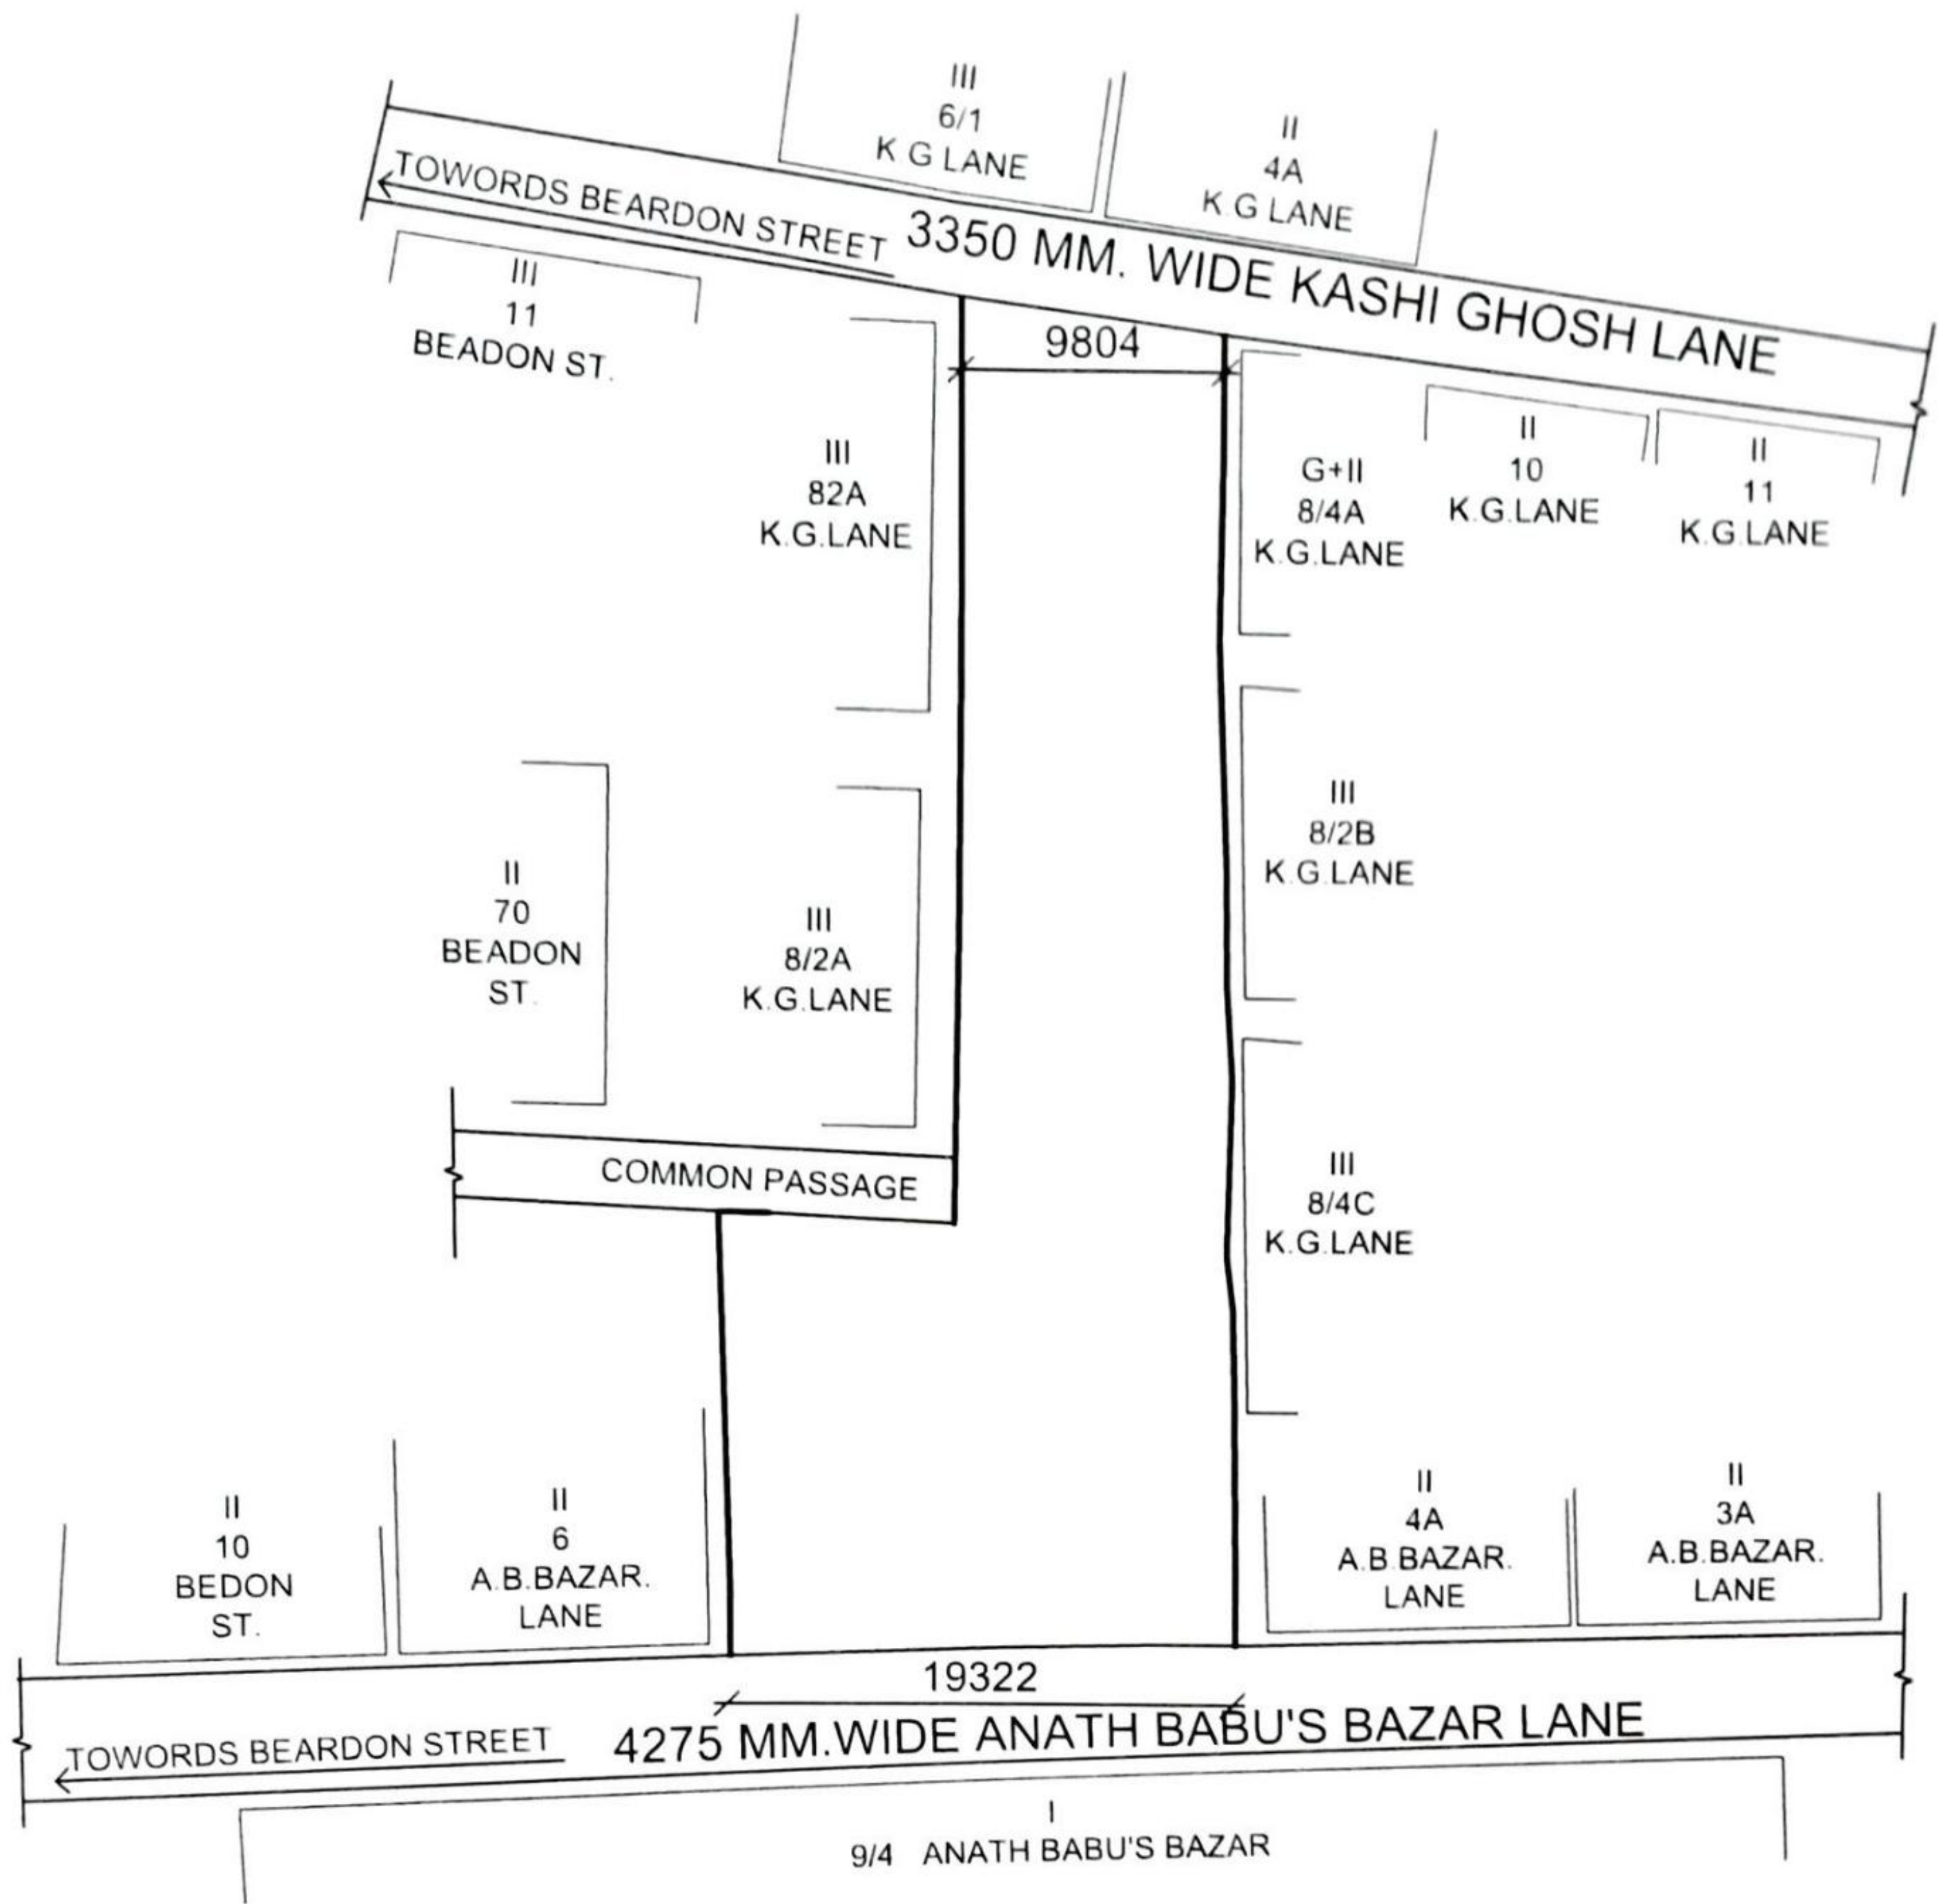 III
6/1
K G LANE
II
4A
K.G LANE
TOWORDS BEARDON STREET
3350 MM. WIDE KASHI GHOSH LANE
III
11
BEADON ST.
9804
III
82A
K.G.LANE
G+II
8/4A
K.G.LANE
II
10
K.G.LANE
II
11
K.G.LANE
III
8/2B
K.G.LANE
II
70
BEADON
ST.
III
8/2A
K.G.LANE
COMMON PASSAGE
III
8/4C
K.G.LANE
II
10
BEDON
ST.
II
6
A.B.BAZAR.
LANE
II
4A
A.B.BAZAR.
LANE
II
3A
A.B.BAZAR.
LANE
19322
TOWORDS BEARDON STREET
4275 MM.WIDE ANATH BABU'S BAZAR LANE
I
9/4 ANATH BABU'S BAZAR